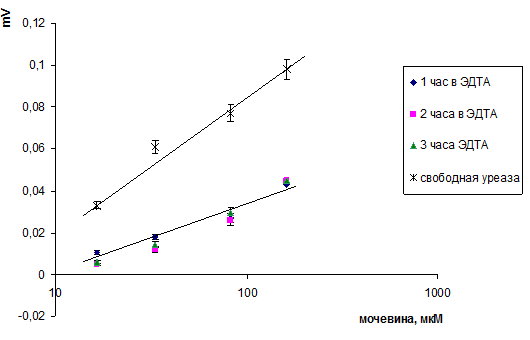 mV
0,12
0,1
0,08
0,06
0,04
0,02
0
-0,02
10
100
1000
мочевина, мкМ
1 час в ЭДТА
2 часа в ЭДТА
3 часа ЭДТА
свободная уреаза